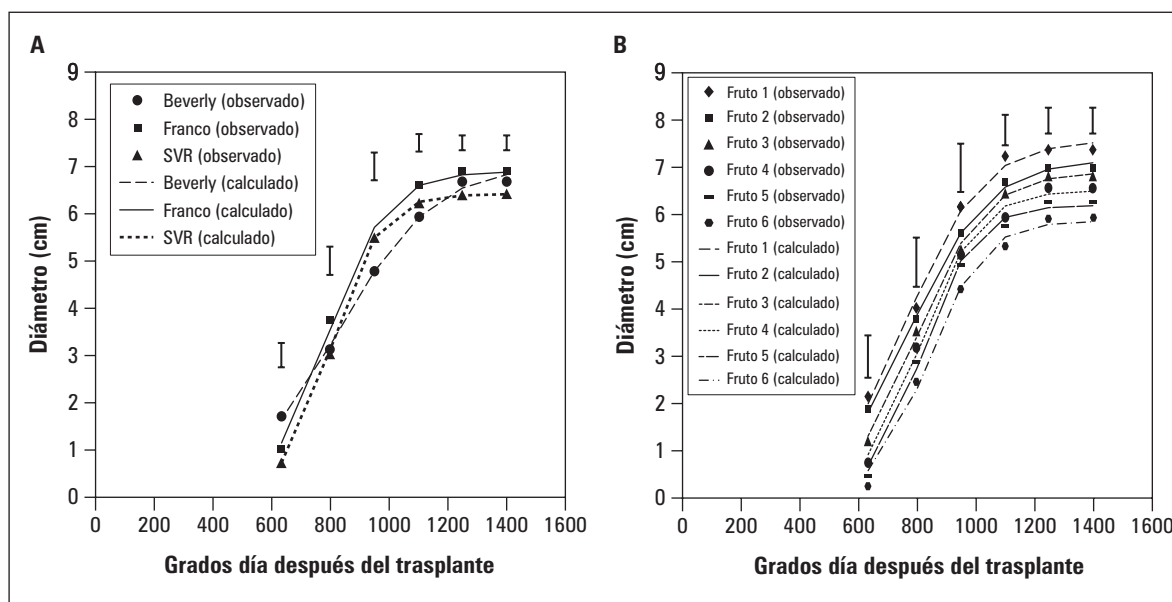 A
9
8
7
6
5
4
3
2
1
0
Diámetro (cm)
Beverly (observado)
Franco (observado)
SVR (observado)
Beverly (calculado)
Franco (calculado)
SVR (calculado)
0 200 400 600 800 1000 1200 1400 1600
Grados día después del trasplante
B
9
8
7
6
5
4
3
2
1
0
Diámetro (cm)
Fruto 1 (observado)
Fruto 2 (observado)
Fruto 3 (observado)
Fruto 4 (observado)
Fruto 5 (observado)
Fruto 6 (observado)
Fruto 1 (calculado)
Fruto 2 (calculado)
Fruto 3 (calculado)
Fruto 4 (calculado)
Fruto 5 (calculado)
Fruto 6 (calculado)
0 200 400 600 800 1000 1200 1400 1600
Grados día después del trasplante